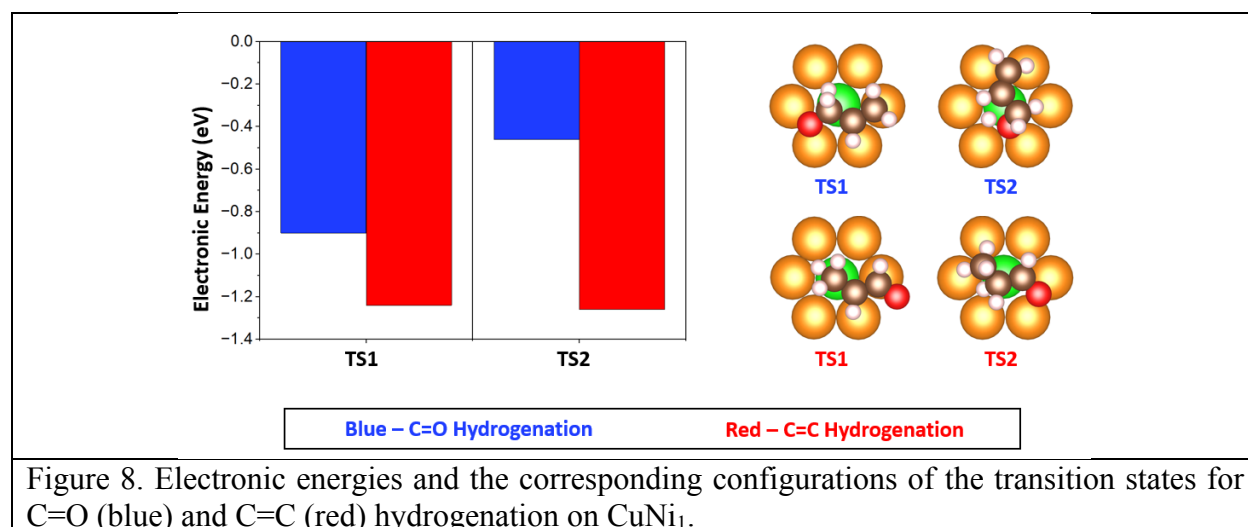 Electronic Energy (eV)
0.0
−0.2
−0.4
−0.6
−0.8
−1.0
−1.2
−1.4
TS1 TS2
TS1 TS2
TS1 TS2
Blue – C=O Hydrogenation Red – C=C Hydrogenation
Figure 8. Electronic energies and the corresponding configurations of the transition states for
C=O (blue) and C=C (red) hydrogenation on CuNi₁.